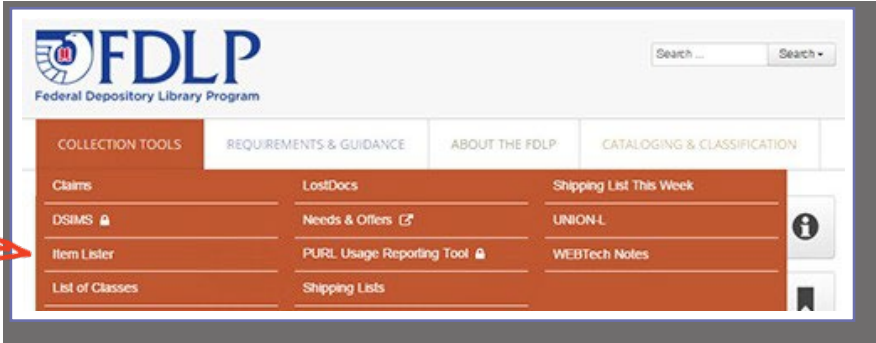 FDLP
Federal Depository Library Program
Search ...
Search
COLLECTION TOOLS
REQUIREMENTS & GUIDANCE
ABOUT THE FDLP
CATALOGING & CLASSIFICATION
Claims
LostDocs
Shipping List This Week
DSIMS
Needs & Offers
UNION-L
Item Lister
PURL Usage Reporting Tool
WEBTech Notes
List of Classes
Shipping Lists